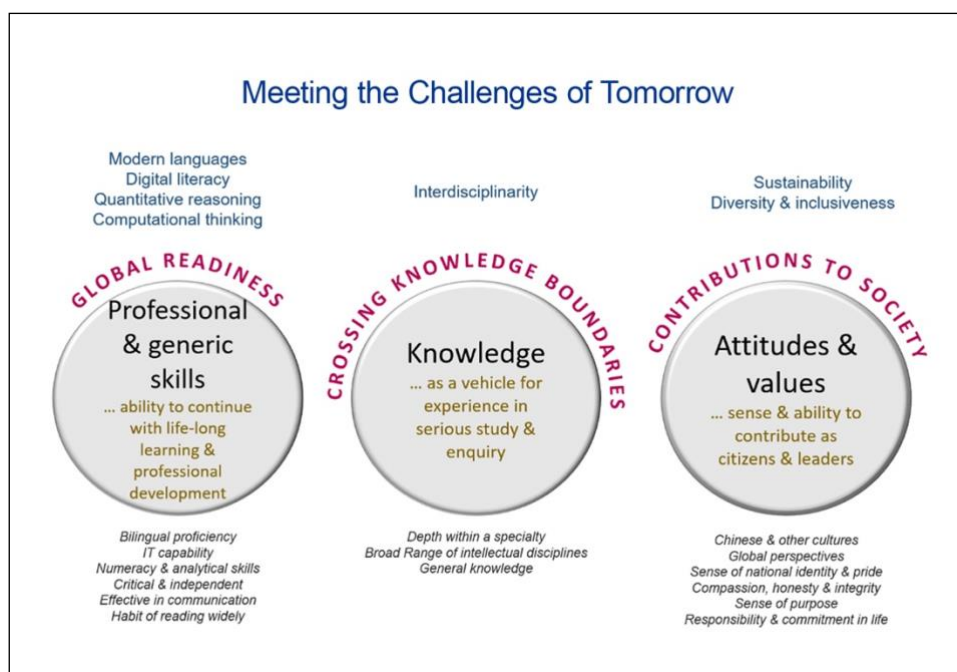 Meeting the Challenges of Tomorrow
Modern languages
Digital literacy
Quantitative reasoning
Computational thinking
GLOBAL READINESS
Professional
& generic
skills
... ability to continue
with life-long
learning &
professional
development
Bilingual proficiency
IT capability
Numeracy & analytical skills
Critical & independent
Effective in communication
Habit of reading widely
Interdisciplinarity
CROSSING KNOWLEDGE BOUNDARIES
Knowledge
... as a vehicle for
experience in
serious study &
enquiry
Depth within a specialty
Broad Range of intellectual disciplines
General knowledge
Sustainability
Diversity & inclusiveness
CONTRIBUTIONS TO SOCIETY
Attitudes &
values
... sense & ability to
contribute as
citizens & leaders
Chinese & other cultures
Global perspectives
Sense of national identity & pride
Compassion, honesty & integrity
Sense of purpose
Responsibility & commitment in life